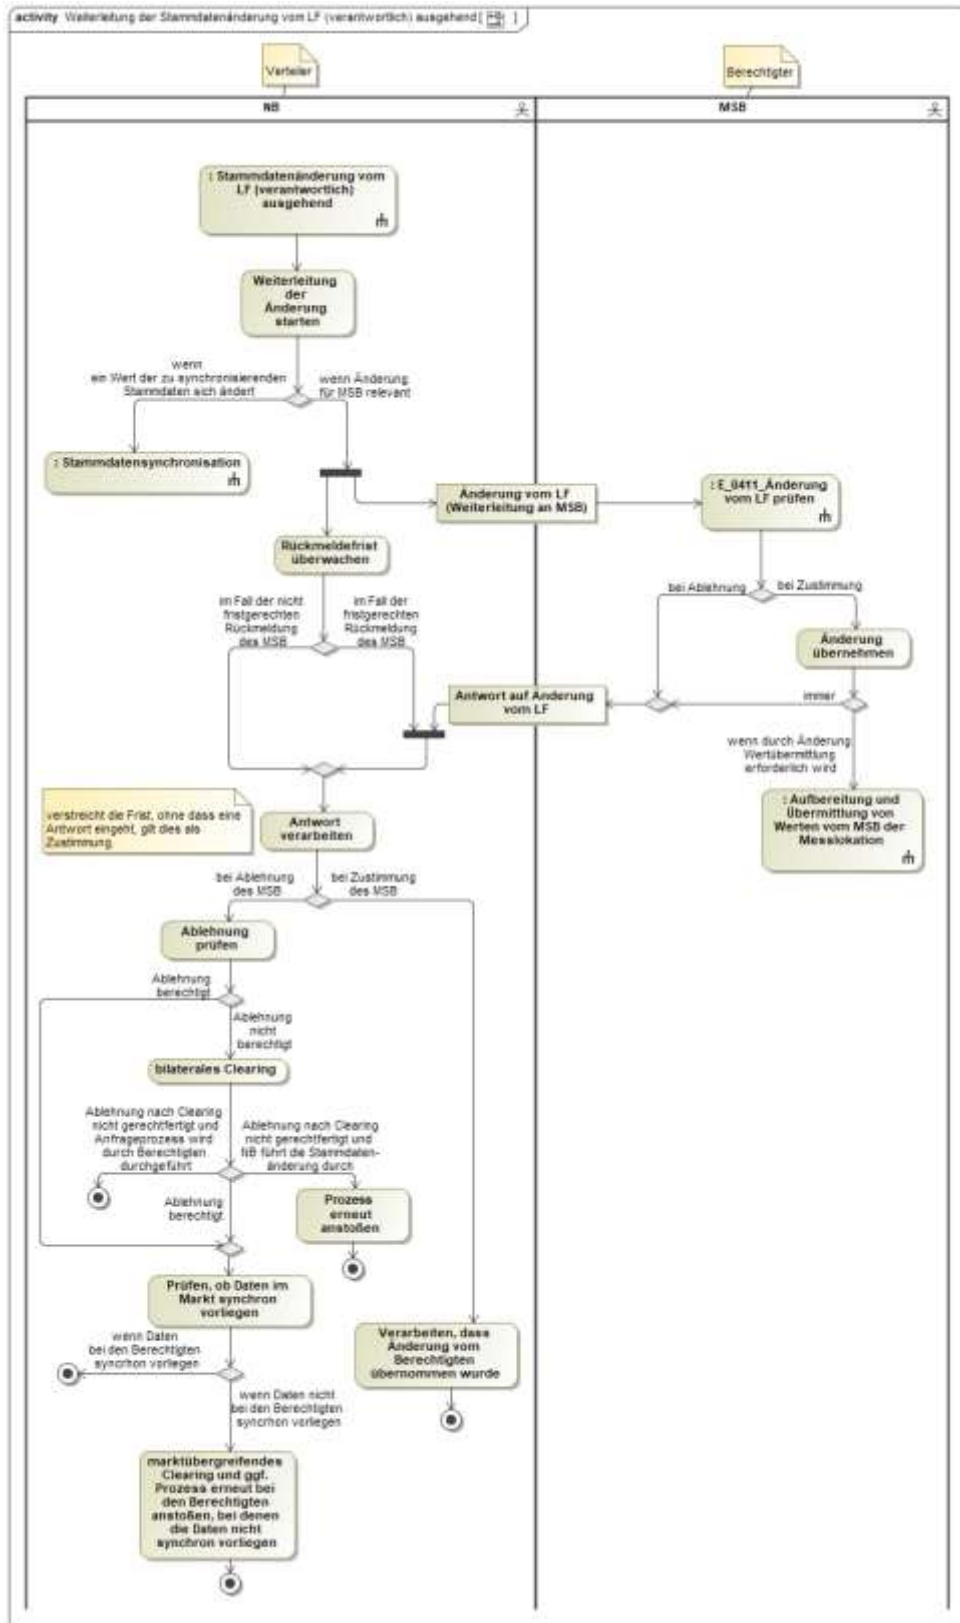 activity Weiterleitung der Stammdatenänderung vom LF (verantwortlich) ausgehend [ ]
Verteiler
Berechtigter
NB
MSB
: Stammdatenänderung vom
LF (verantwortlich)
ausgehend
Weiterleitung
der
Änderung
starten
wenn
ein Wert der zu synchronisierenden
Stammdaten sich ändert
wenn Änderung
für MSB relevant
: Stammdatensynchronisation
Änderung vom LF
(Weiterleitung an MSB)
: E_0411_Änderung
vom LF prüfen
Rückmeldefrist
überwachen
bei Ablehnung
bei Zustimmung
im Fall der nicht
fristgerechten
Rückmeldung
des MSB
im Fall der
fristgerechten
Rückmeldung
des MSB
Änderung
übernehmen
Antwort auf Änderung
vom LF
immer
wenn durch Änderung
Wertübermittlung
erforderlich wird
verstreicht die Frist, ohne dass eine
Antwort eingeht, gilt dies als
Zustimmung.
Antwort
verarbeiten
: Aufbereitung und
Übermittlung von
Werten vom MSB der
Messlokation
bei Ablehnung
des MSB
bei Zustimmung
des MSB
Ablehnung
prüfen
Ablehnung
berechtigt
Ablehnung
nicht
berechtigt
bilaterales Clearing
Ablehnung nach Clearing
nicht gerechtfertigt und
Anfrageprozess wird
durch Berechtigten
durchgeführt
Ablehnung nach Clearing
nicht gerechtfertigt und
NB führt die Stammdaten-
änderung durch
Ablehnung
berechtigt
Prozess
erneut
anstoßen
Prüfen, ob Daten im
Markt synchron
vorliegen
wenn Daten
bei den Berechtigten
syncrhon vorliegen
Verarbeiten, dass
Änderung vom
Berechtigten
übernommen wurde
wenn Daten nicht
bei den Berechtigten
syncrhon vorliegen
marktübergreifendes
Clearing und ggf.
Prozess erneut bei
den Berechtigten
anstoßen, bei denen
die Daten nicht
synchron vorliegen